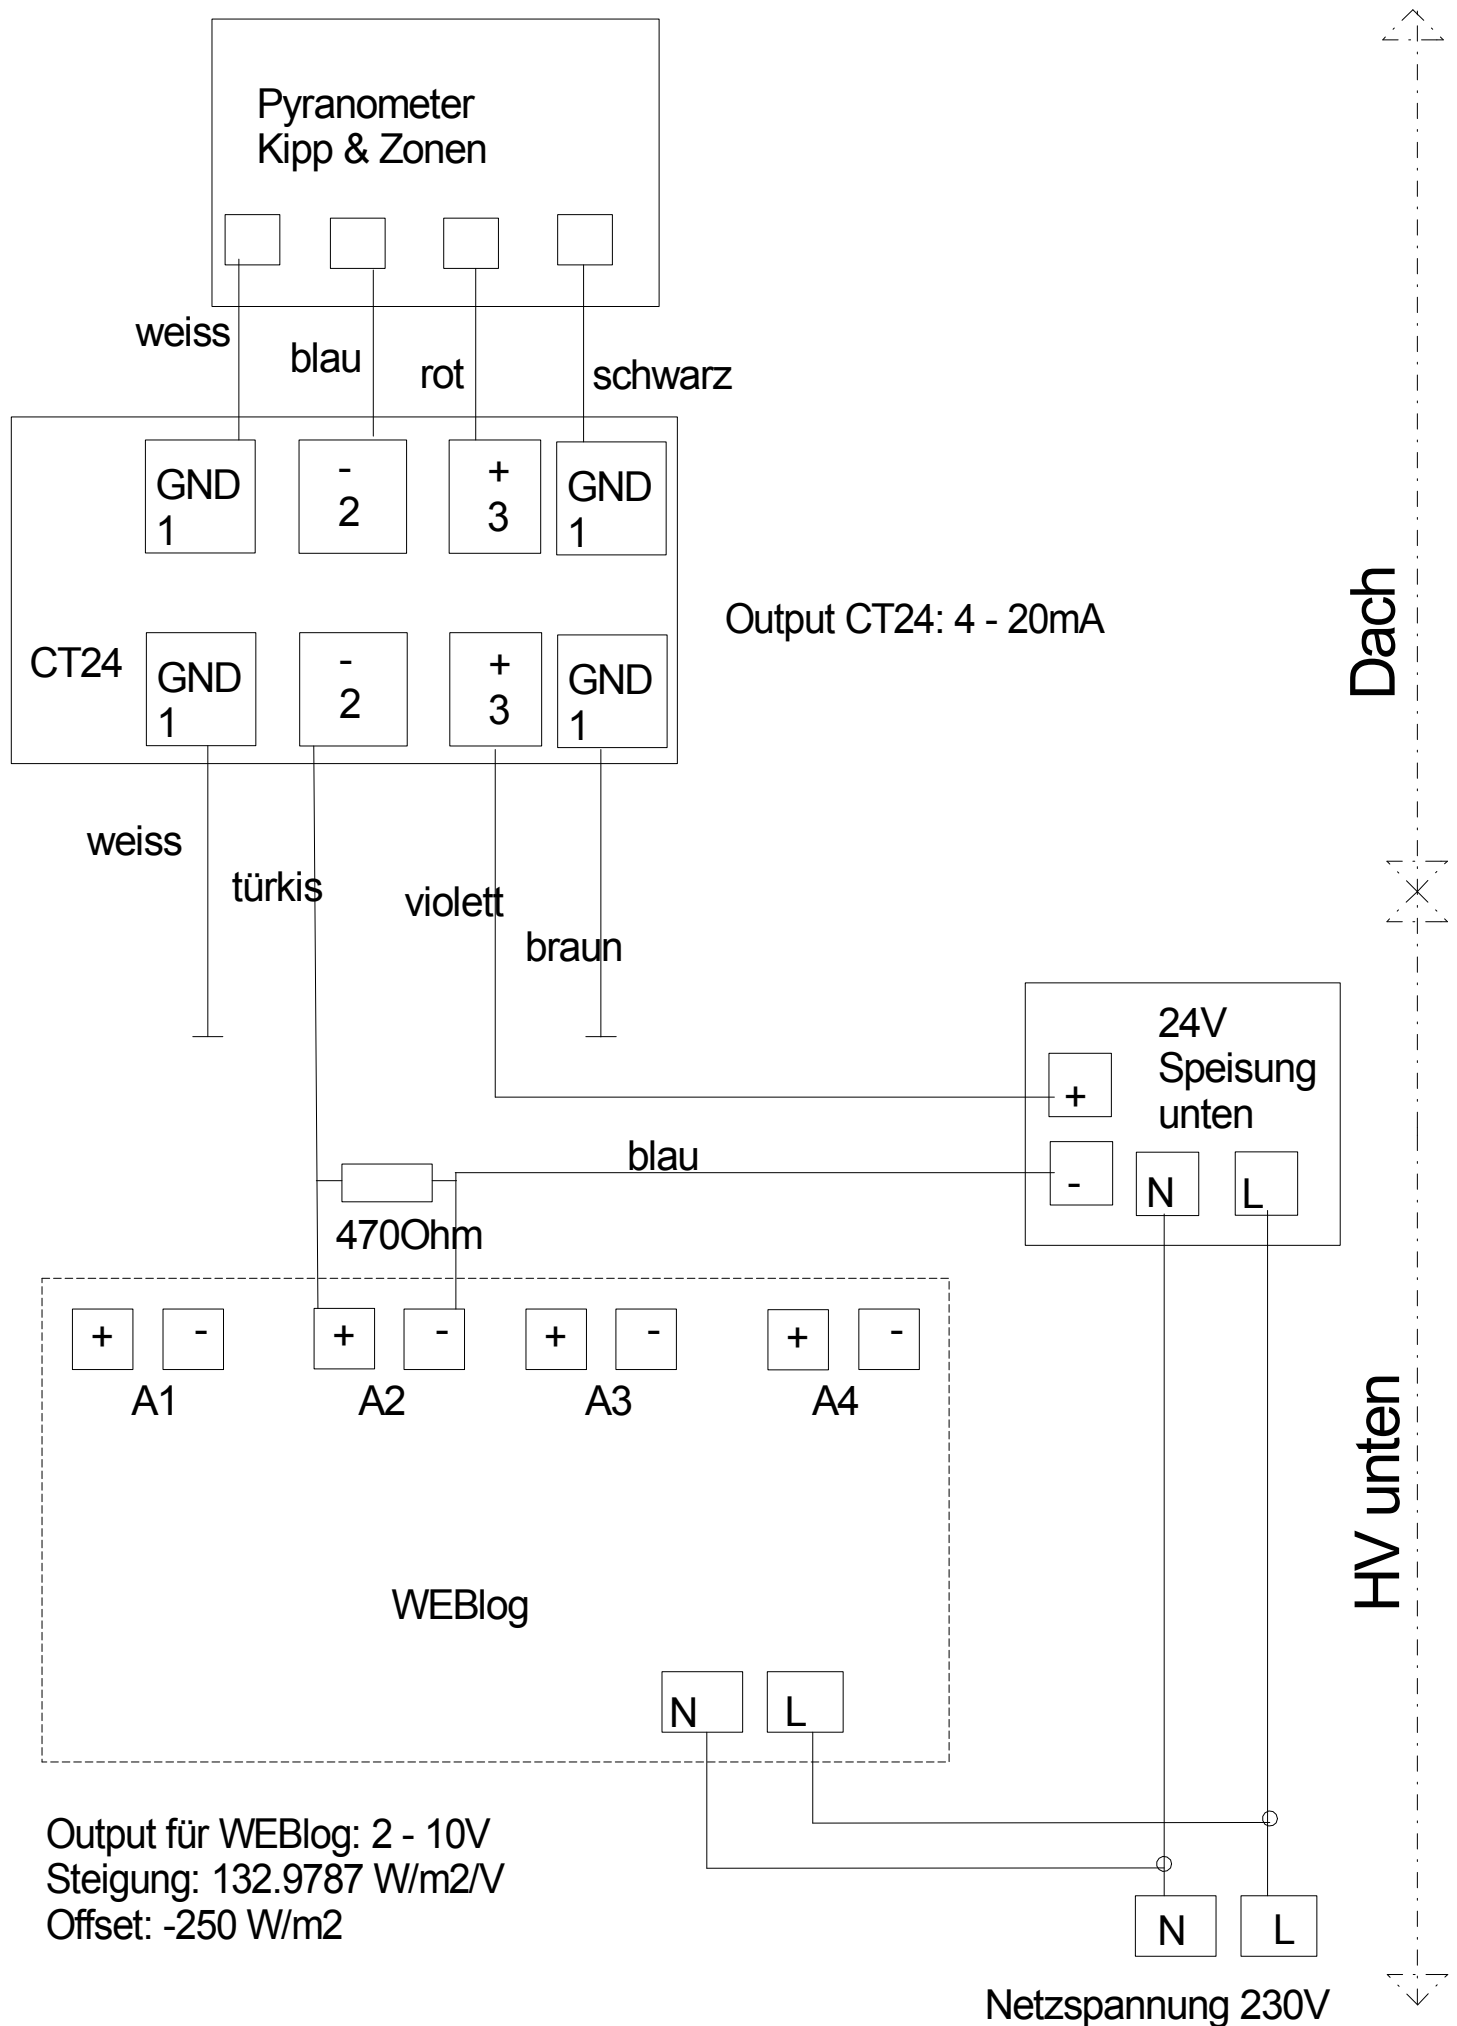 Pyranometer
Kipp & Zonen
weiss
blau
rot
schwarz
GND
1
-
2
+
3
GND
1
Output CT24: 4 - 20mA
CT24
GND
1
-
2
+
3
GND
1
Dach
weiss
türkis
violett
braun
24V
Speisung
unten
+
-
N
L
blau
470Ohm
+ -
+ -
+ -
+ -
A1
A2
A3
A4
HV unten
WEBlog
N
L
Output für WEBlog: 2 - 10V
Steigung: 132.9787 W/m2/V
Offset: -250 W/m2
N
L
Netzspannung 230V